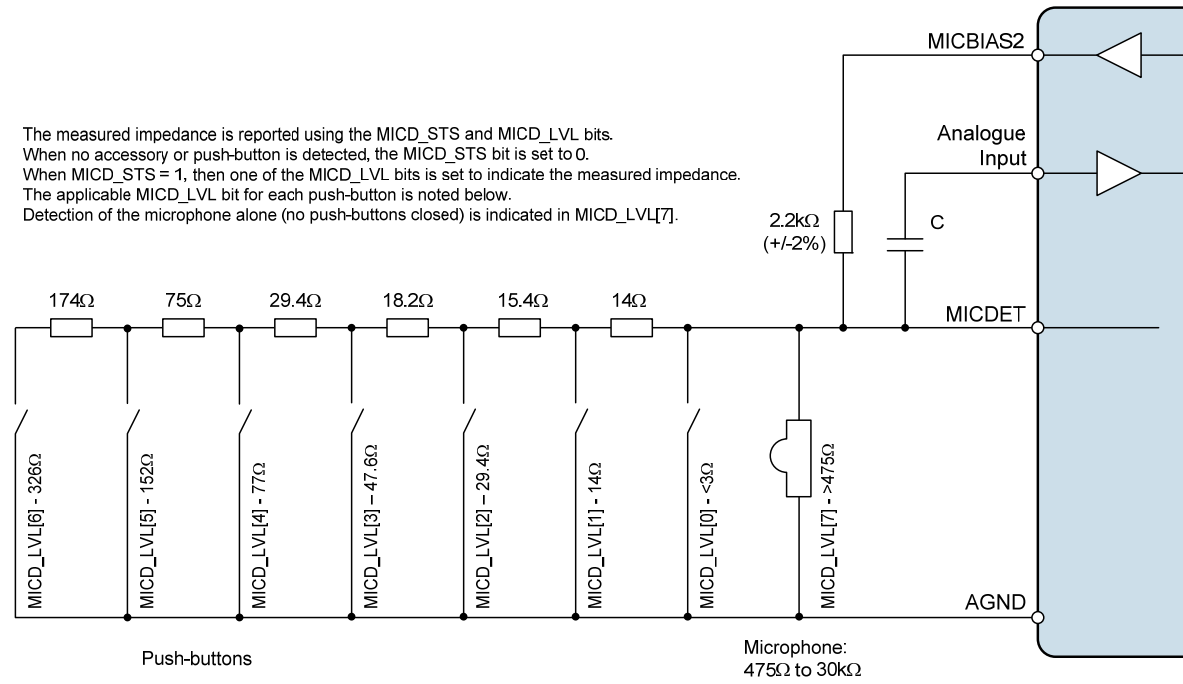 MICBIAS2
The measured impedance is reported using the MICD_STS and MICD_LVL bits.
When no accessory or push-button is detected, the MICD_STS bit is set to 0.
When MICD_STS = 1, then one of the MICD_LVL bits is set to indicate the measured impedance.
The applicable MICD_LVL bit for each push-button is noted below.
Detection of the microphone alone (no push-buttons closed) is indicated in MICD_LVL[7].
Analogue
Input
2.2kΩ
(+/-2%)
C
174Ω
75Ω
29.4Ω
18.2Ω
15.4Ω
14Ω
MICDET
MICD_LVL[6] - 326Ω
MICD_LVL[5] - 152Ω
MICD_LVL[4] - 77Ω
MICD_LVL[3] – 47.6Ω
MICD_LVL[2] – 29.4Ω
MICD_LVL[1] - 14Ω
MICD_LVL[0] - <3Ω
MICD_LVL[7] - >475Ω
AGND
Push-buttons
Microphone:
475Ω to 30kΩ